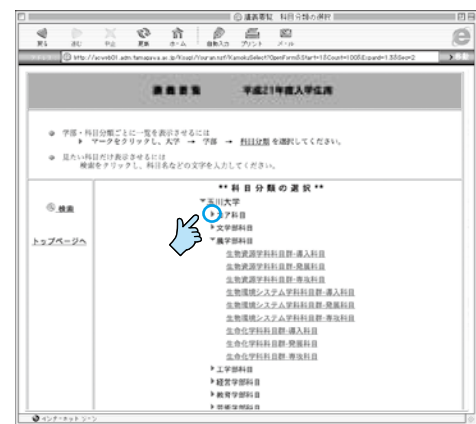 講義要覧 科目分類の選択
戻る 進む 中止 更新 ホーム 自動入力 プリント メール
講義要覧 平成21年度入学生用
学部・科目分類ごとに一覧を表示させるには
マークをクリックし、大学 → 学部 → 科目分類 を選択してください。
見たい科目だけ表示させるには
検索をクリックし、科目名などの文字を入力してください。
** 科 目 分 類 の 選 択 **
検索
玉川大学
コア科目
トップページへ
文学部科目
農学部科目
生物資源学科科目群-導入科目
生物資源学科科目群-発展科目
生物資源学科科目群-専攻科目
生物環境システム学科科目群-導入科目
生物環境システム学科科目群-発展科目
生物環境システム学科科目群-専攻科目
生命化学科科目群-導入科目
生命化学科科目群-発展科目
生命化学科科目群-専攻科目
工学部科目
経営学部科目
教育学部科目
芸術学部科目
インターネットゾーン